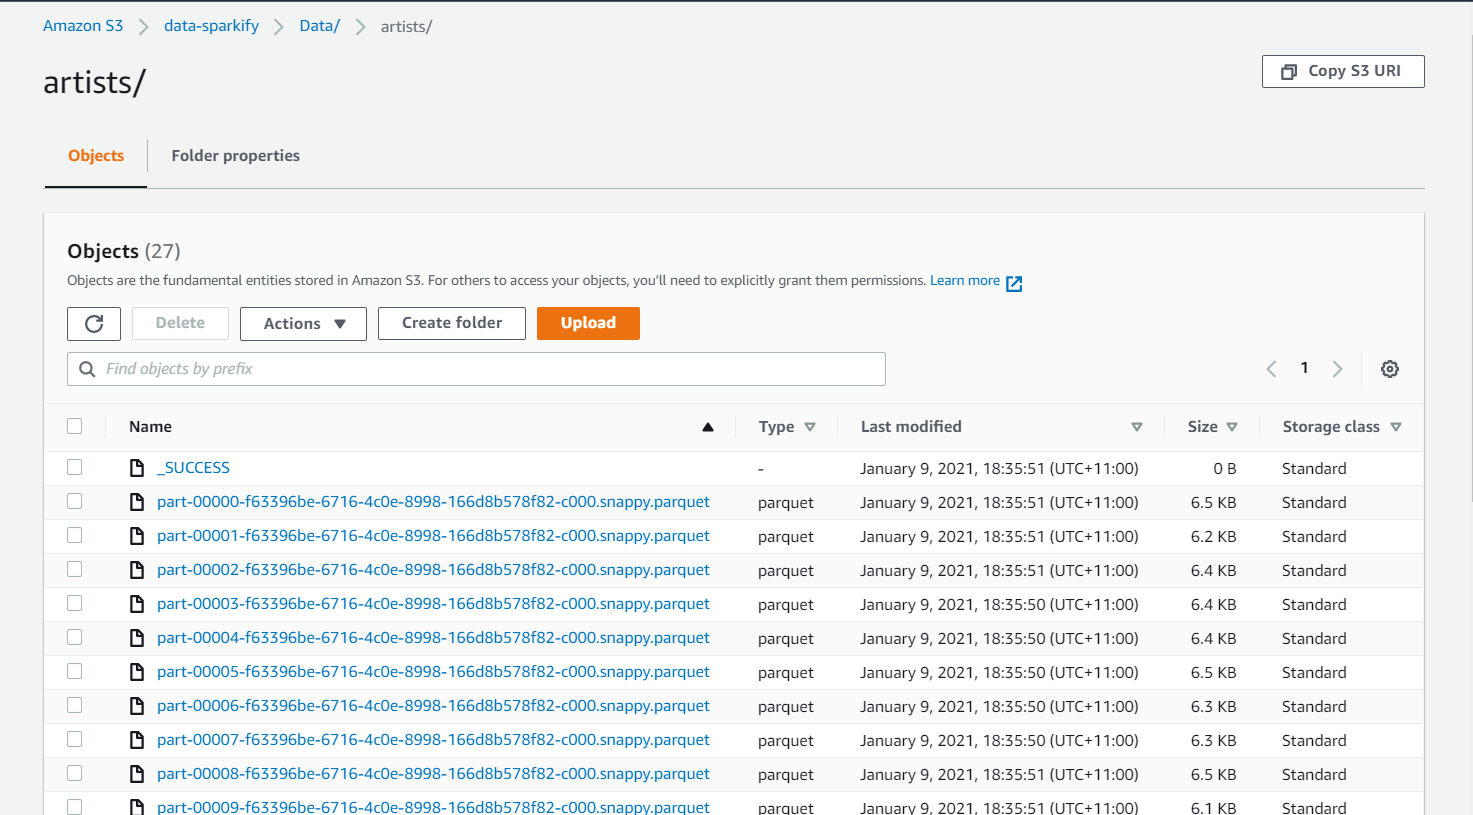 Amazon S3 > data-sparkify > Data/ > artists/
artists/
Copy S3 URI
Objects Folder properties
Objects (27)
Objects are the fundamental entities stored in Amazon S3. For others to access your objects, you'll need to explicitly grant them permissions. Learn more
Delete Actions Create folder Upload
Find objects by prefix 1
Name Type Last modified Size Storage class
_SUCCESS - January 9, 2021, 18:35:51 (UTC+11:00) 0 B Standard
part-00000-f63396be-6716-4c0e-8998-166d8b578f82-c000.snappy.parquet parquet January 9, 2021, 18:35:51 (UTC+11:00) 6.5 KB Standard
part-00001-f63396be-6716-4c0e-8998-166d8b578f82-c000.snappy.parquet parquet January 9, 2021, 18:35:51 (UTC+11:00) 6.2 KB Standard
part-00002-f63396be-6716-4c0e-8998-166d8b578f82-c000.snappy.parquet parquet January 9, 2021, 18:35:51 (UTC+11:00) 6.4 KB Standard
part-00003-f63396be-6716-4c0e-8998-166d8b578f82-c000.snappy.parquet parquet January 9, 2021, 18:35:50 (UTC+11:00) 6.4 KB Standard
part-00004-f63396be-6716-4c0e-8998-166d8b578f82-c000.snappy.parquet parquet January 9, 2021, 18:35:50 (UTC+11:00) 6.4 KB Standard
part-00005-f63396be-6716-4c0e-8998-166d8b578f82-c000.snappy.parquet parquet January 9, 2021, 18:35:50 (UTC+11:00) 6.5 KB Standard
part-00006-f63396be-6716-4c0e-8998-166d8b578f82-c000.snappy.parquet parquet January 9, 2021, 18:35:50 (UTC+11:00) 6.3 KB Standard
part-00007-f63396be-6716-4c0e-8998-166d8b578f82-c000.snappy.parquet parquet January 9, 2021, 18:35:50 (UTC+11:00) 6.3 KB Standard
part-00008-f63396be-6716-4c0e-8998-166d8b578f82-c000.snappy.parquet parquet January 9, 2021, 18:35:51 (UTC+11:00) 6.5 KB Standard
part-00009-f63396be-6716-4c0e-8998-166d8b578f82-c000.snappy.parquet parquet January 9, 2021, 18:35:51 (UTC+11:00) 6.1 KB Standard